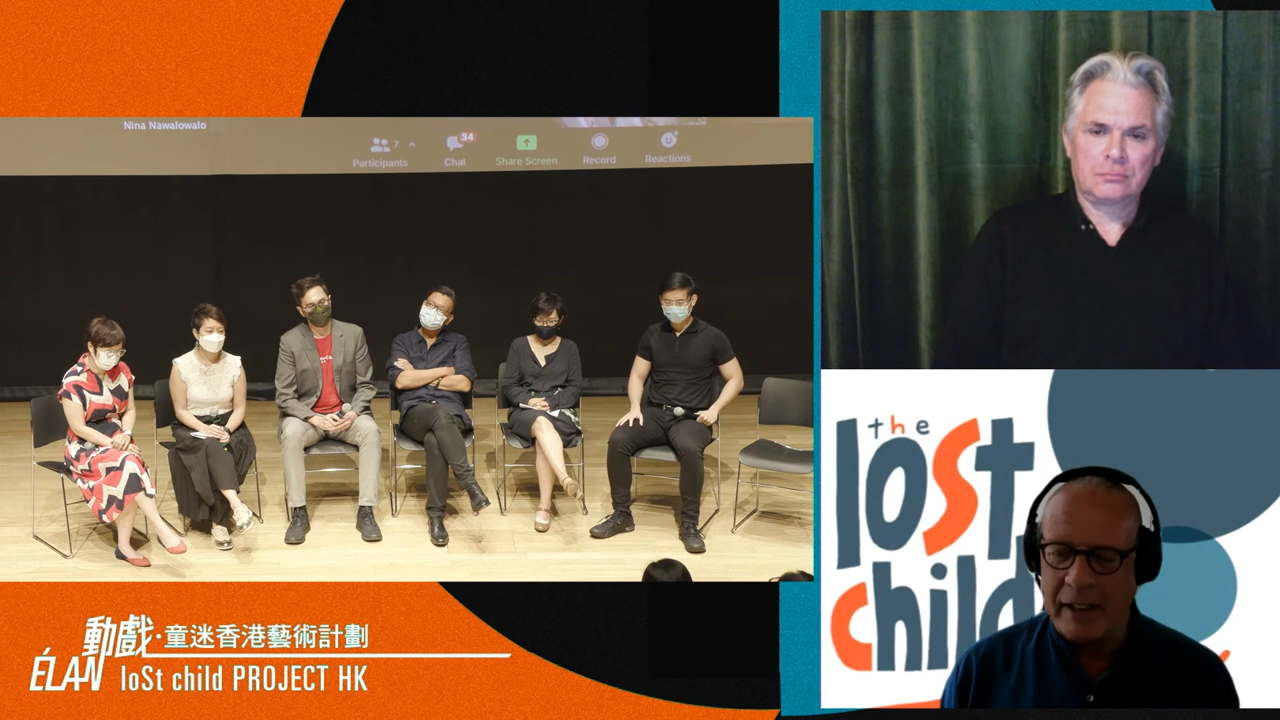 Nina Nawalowalo
7
34
Participants
Chat
Share Screen
Record
Reactions
the
loSt
child
動戲·童迷香港藝術計劃
ÉLAN
loSt child PROJECT HK